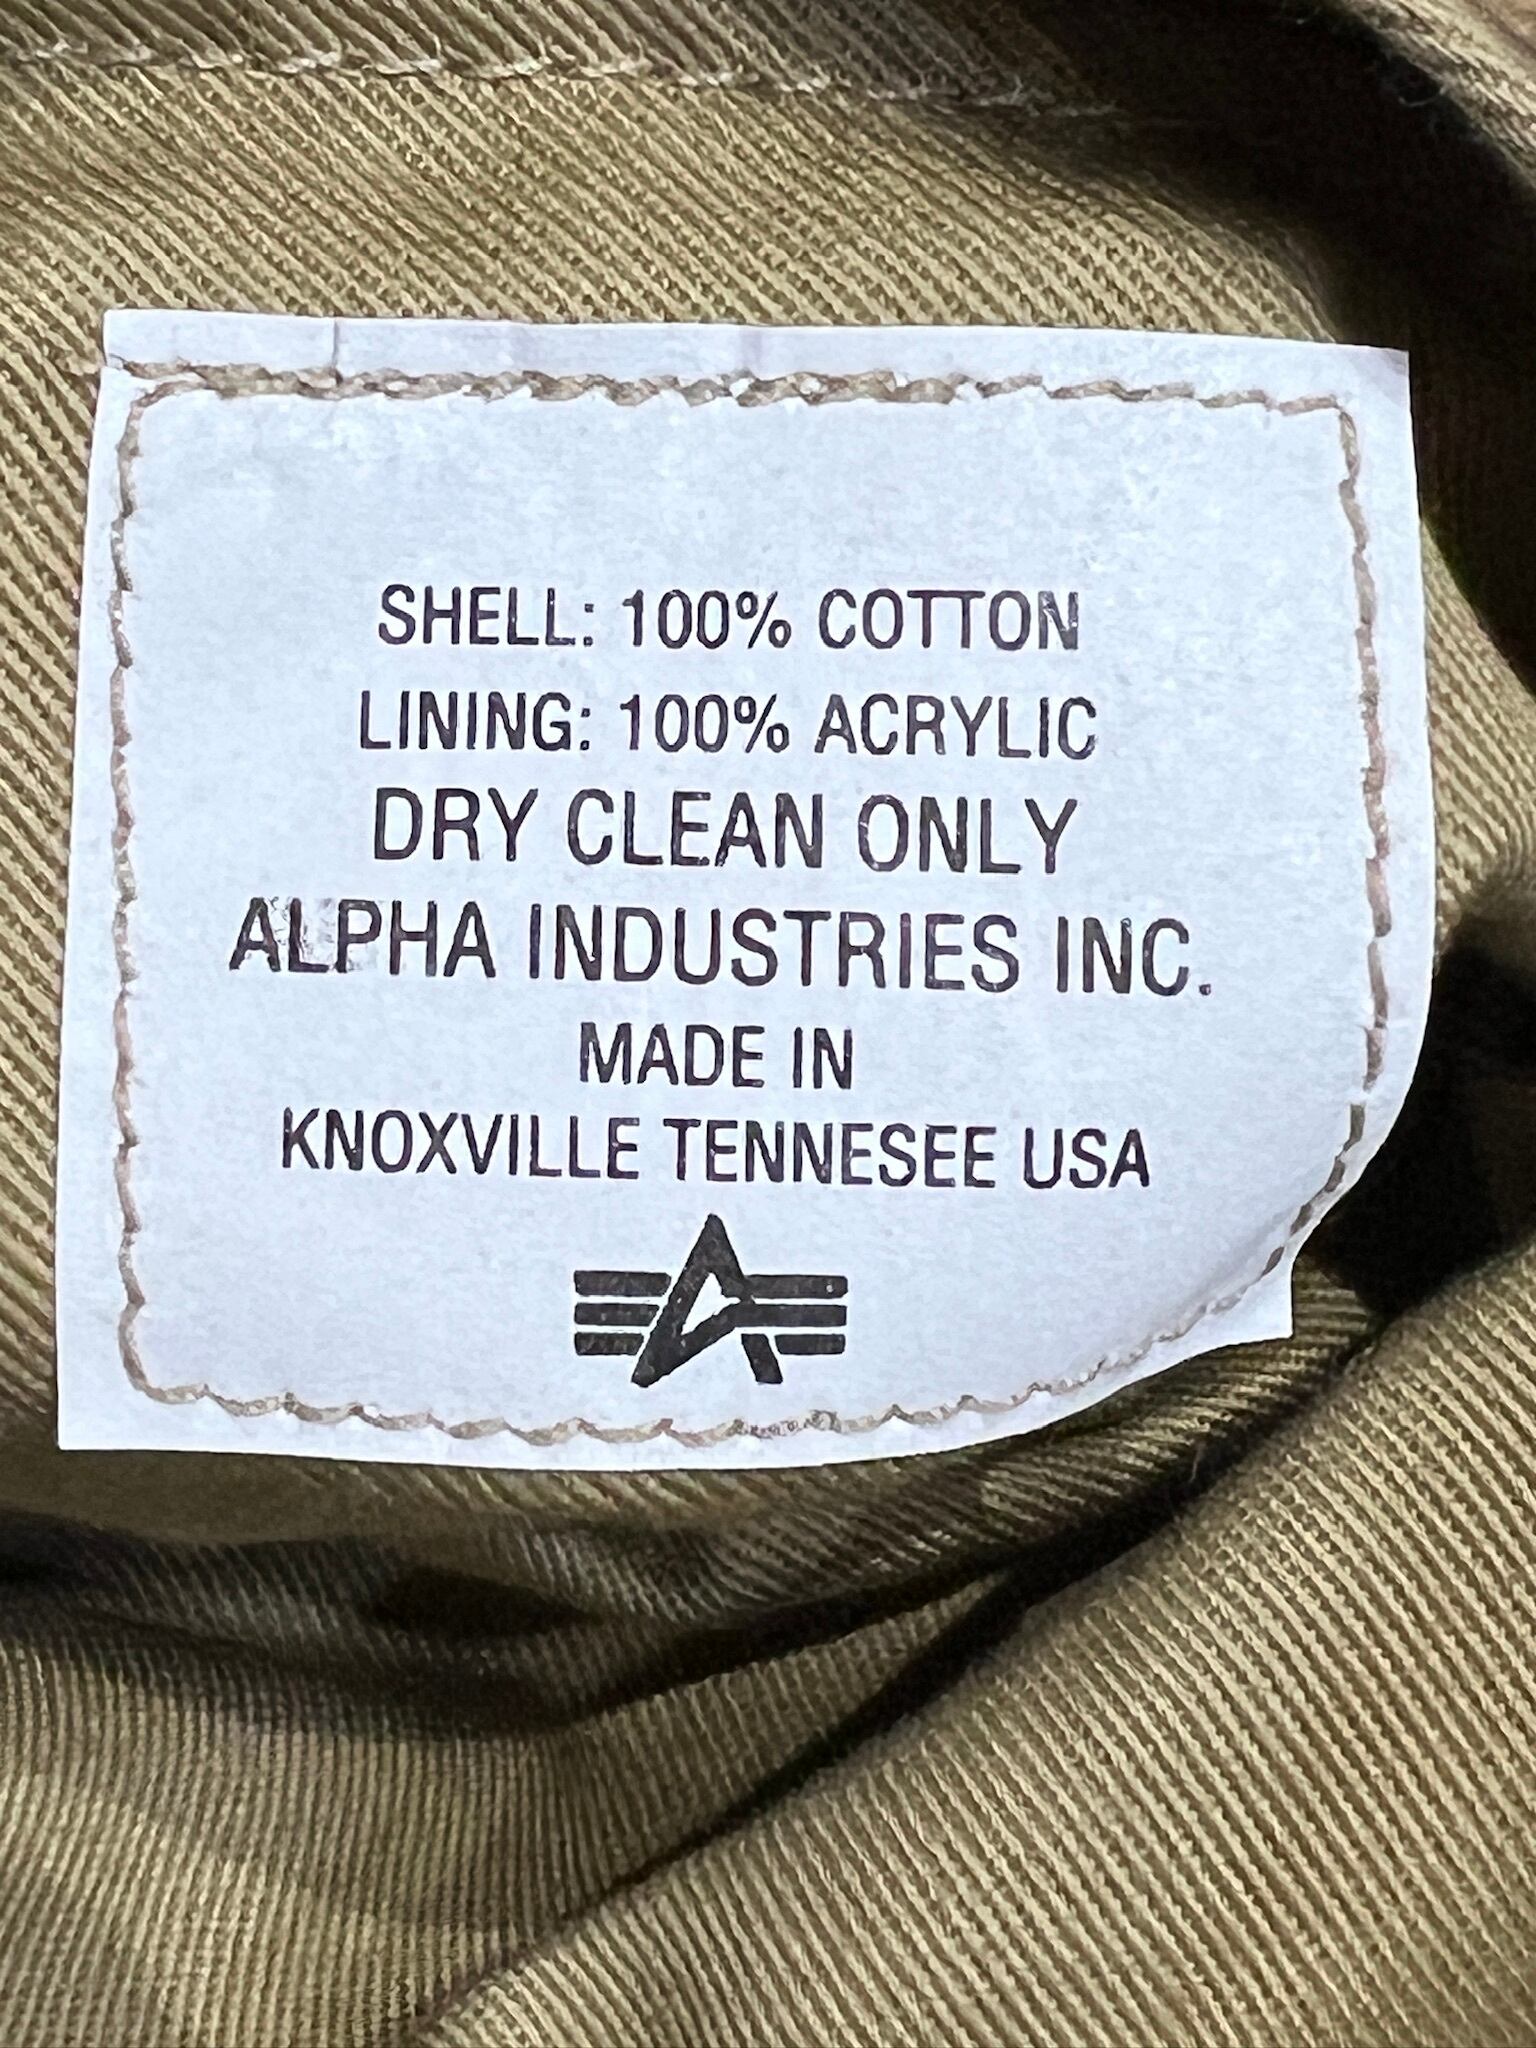 SHELL: 100% COTTON
LINING: 100% ACRYLIC
DRY CLEAN ONLY
ALPHA INDUSTRIES INC.
MADE IN
KNOXVILLE TENNESEE USA